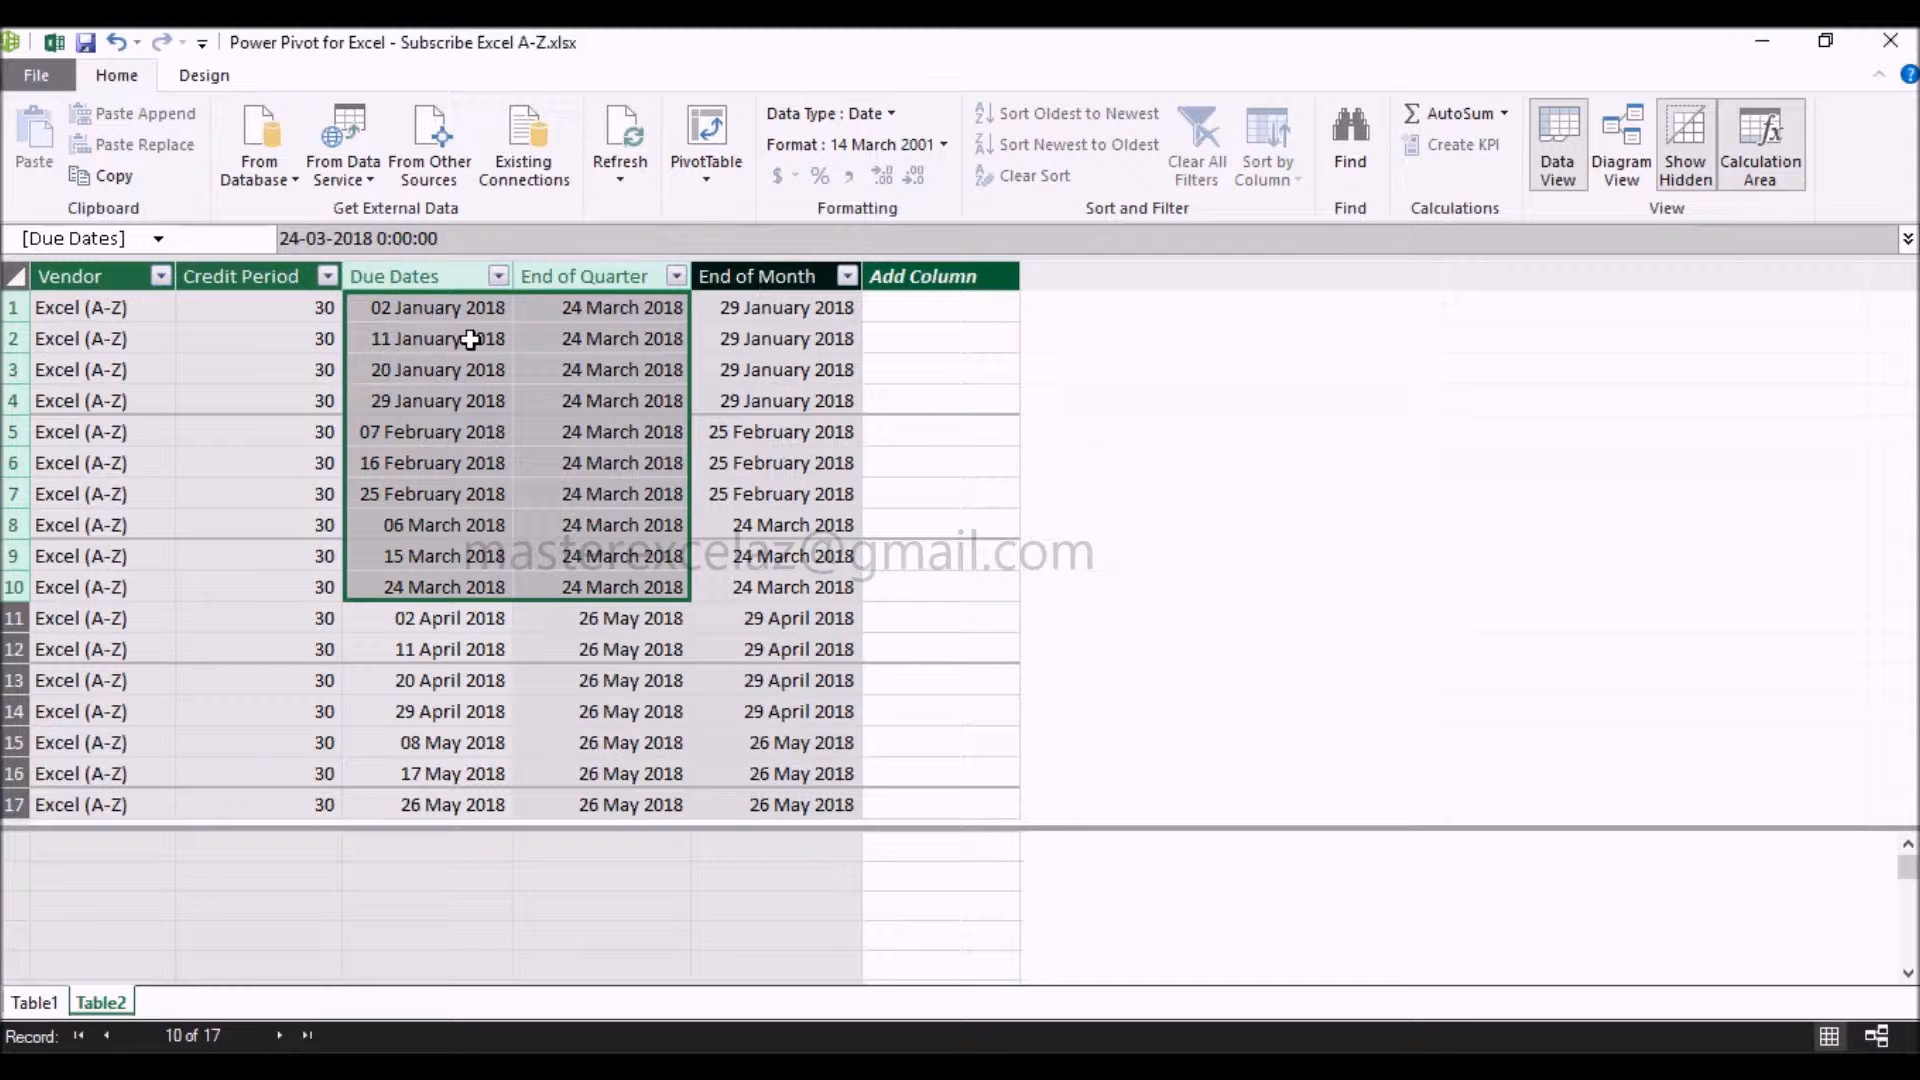 Power Pivot for Excel - Subscribe Excel A-Z.xlsx
File Home Design
Paste
Paste Append
Paste Replace
Copy
Clipboard
From Database
From Data Service
From Other Sources
Existing Connections
Get External Data
Refresh
PivotTable
Data Type : Date
Format : 14 March 2001
$ % , .00 .00
Formatting
Sort Oldest to Newest
Sort Newest to Oldest
Clear Sort
Clear All Filters
Sort by Column
Sort and Filter
Find
Find
AutoSum
Create KPI
Calculations
Data View
Diagram View
Show Hidden
Calculation Area
View
[Due Dates] 24-03-2018 0:00:00
Vendor Credit Period Due Dates End of Quarter End of Month Add Column
1 Excel (A-Z) 30 02 January 2018 24 March 2018 29 January 2018
2 Excel (A-Z) 30 11 January 2018 24 March 2018 29 January 2018
3 Excel (A-Z) 30 20 January 2018 24 March 2018 29 January 2018
4 Excel (A-Z) 30 29 January 2018 24 March 2018 29 January 2018
5 Excel (A-Z) 30 07 February 2018 24 March 2018 25 February 2018
6 Excel (A-Z) 30 16 February 2018 24 March 2018 25 February 2018
7 Excel (A-Z) 30 25 February 2018 24 March 2018 25 February 2018
8 Excel (A-Z) 30 06 March 2018 24 March 2018 24 March 2018
masterexcelaz@gmail.com
9 Excel (A-Z) 30 15 March 2018 24 March 2018 24 March 2018
10 Excel (A-Z) 30 24 March 2018 24 March 2018 24 March 2018
11 Excel (A-Z) 30 02 April 2018 26 May 2018 29 April 2018
12 Excel (A-Z) 30 11 April 2018 26 May 2018 29 April 2018
13 Excel (A-Z) 30 20 April 2018 26 May 2018 29 April 2018
14 Excel (A-Z) 30 29 April 2018 26 May 2018 29 April 2018
15 Excel (A-Z) 30 08 May 2018 26 May 2018 26 May 2018
16 Excel (A-Z) 30 17 May 2018 26 May 2018 26 May 2018
17 Excel (A-Z) 30 26 May 2018 26 May 2018 26 May 2018
Table1 Table2
Record: 10 of 17